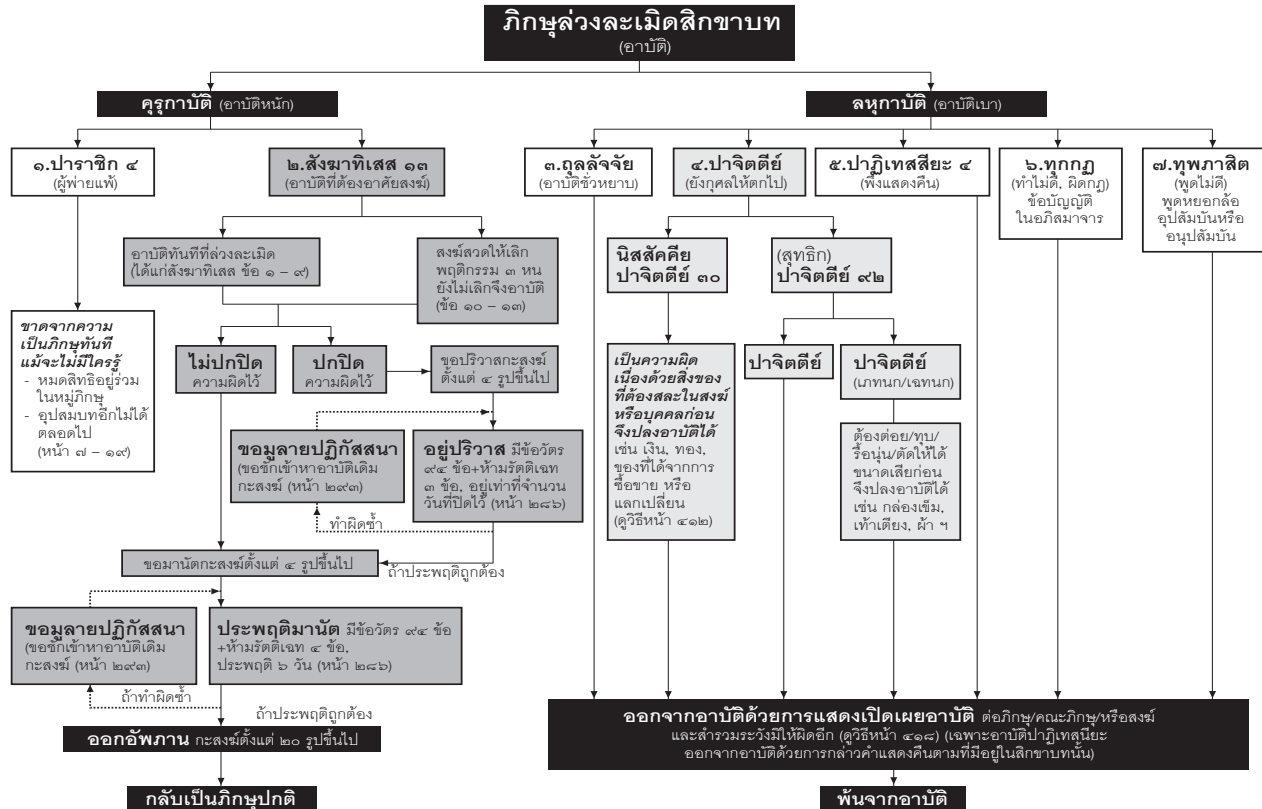 ภิกษุล่วงละเมิดสิกขาบท
(อาบัติ)
คุรุกาบัติ (อาบัติหนัก)
ลหุกาบัติ (อาบัติเบา)
๑.ปาราชิก ๔
(ผู้พ่ายแพ้)
๒.สังฆาทิเสส ๑๓
(อาบัติที่ต้องอาศัยสงฆ์)
๓.ถุลลัจจัย
(อาบัติชั่วหยาบ)
๔.ปาจิตตีย์
(ยังกุศลให้ตกไป)
๕.ปาฏิเทสสียะ ๔
(พึงแสดงคืน)
๖.ทุกกฏ
(ทำไม่ดี, ผิดกฎ)
ข้อบัญญัติ
ในอภิสมาจาร
๗.ทุพภาสิต
(พูดไม่ดี)
พูดหยอกล้อ
อุปสัมบันหรือ
อนุปสัมบัน
อาบัติทันทีที่ล่วงละเมิด
(ได้แก่สังฆาทิเสส ข้อ ๑ - ๙)
สงฆ์สวดให้เลิก
พฤติกรรม ๓ หน
ยังไม่เลิกจึงอาบัติ
(ข้อ ๑๐ - ๑๓)
นิสสัคคีย
ปาจิตตีย์ ๓๐
(สุทธิก)
ปาจิตตีย์ ๙๒
ขาดจากความ
เป็นภิกษุทันที
แม้จะไม่มีใครรู้
- หมดสิทธิอยู่ร่วม
ในหมู่ภิกษุ
- อุปสมบทอีกไม่ได้
ตลอดไป
(หน้า ๗ - ๑๙)
ไม่ปกปิด
ความผิดไว้
ปกปิด
ความผิดไว้
ขอปริวาสกะสงฆ์
ตั้งแต่ ๔ รูปขึ้นไป
เป็นความผิด
เนื่องด้วยสิ่งของ
ที่ต้องสละในสงฆ์
หรือบุคคลก่อน
จึงปลงอาบัติได้
เช่น เงิน, ทอง,
ของที่ได้จากการ
ซื้อขาย หรือ
แลกเปลี่ยน
(ดูวิธีหน้า ๔๑๒)
ปาจิตตีย์
ปาจิตตีย์
(เภทนก/เฉทนก)
ขอมูลายปฏิกัสสนา
(ขอชักเข้าหาอาบัติเดิม
กะสงฆ์ (หน้า ๒๙๓)
อยู่ปริวาส มีข้อวัตร
๙๔ ข้อ+ห้ามรัตติเฉท
๓ ข้อ, อยู่เท่าที่จำนวน
วันที่ปิดไว้ (หน้า ๒๘๖)
ต้องต่อย/ทุบ/
รื้อนุ่น/ตัดให้ได้
ขนาดเสียก่อน
จึงปลงอาบัติได้
เช่น กล่องเข็ม,
เท้าเตียง, ผ้า ฯ
ทำผิดซ้ำ
ขอมานัตกะสงฆ์ตั้งแต่ ๔ รูปขึ้นไป
ถ้าประพฤติถูกต้อง
ขอมูลายปฏิกัสสนา
(ขอชักเข้าหาอาบัติเดิม
กะสงฆ์ (หน้า ๒๙๓)
ประพฤติมานัต มีข้อวัตร ๙๔ ข้อ
+ห้ามรัตติเฉท ๔ ข้อ,
ประพฤติ ๖ วัน (หน้า ๒๘๖)
ถ้าทำผิดซ้ำ
ถ้าประพฤติถูกต้อง
ออกอัพภาน กะสงฆ์ตั้งแต่ ๒๐ รูปขึ้นไป
ออกจากอาบัติด้วยการแสดงเปิดเผยอาบัติ ต่อภิกษุ/คณะภิกษุ/หรือสงฆ์
และสำรวมระวังมิให้ผิดอีก (ดูวิธีหน้า ๔๑๘) (เฉพาะอาบัติปาฏิเทสนียะ
ออกจากอาบัติด้วยการกล่าวคำแสดงคืนตามที่มีอยู่ในสิกขาบทนั้น)
กลับเป็นภิกษุปกติ
พ้นจากอาบัติ